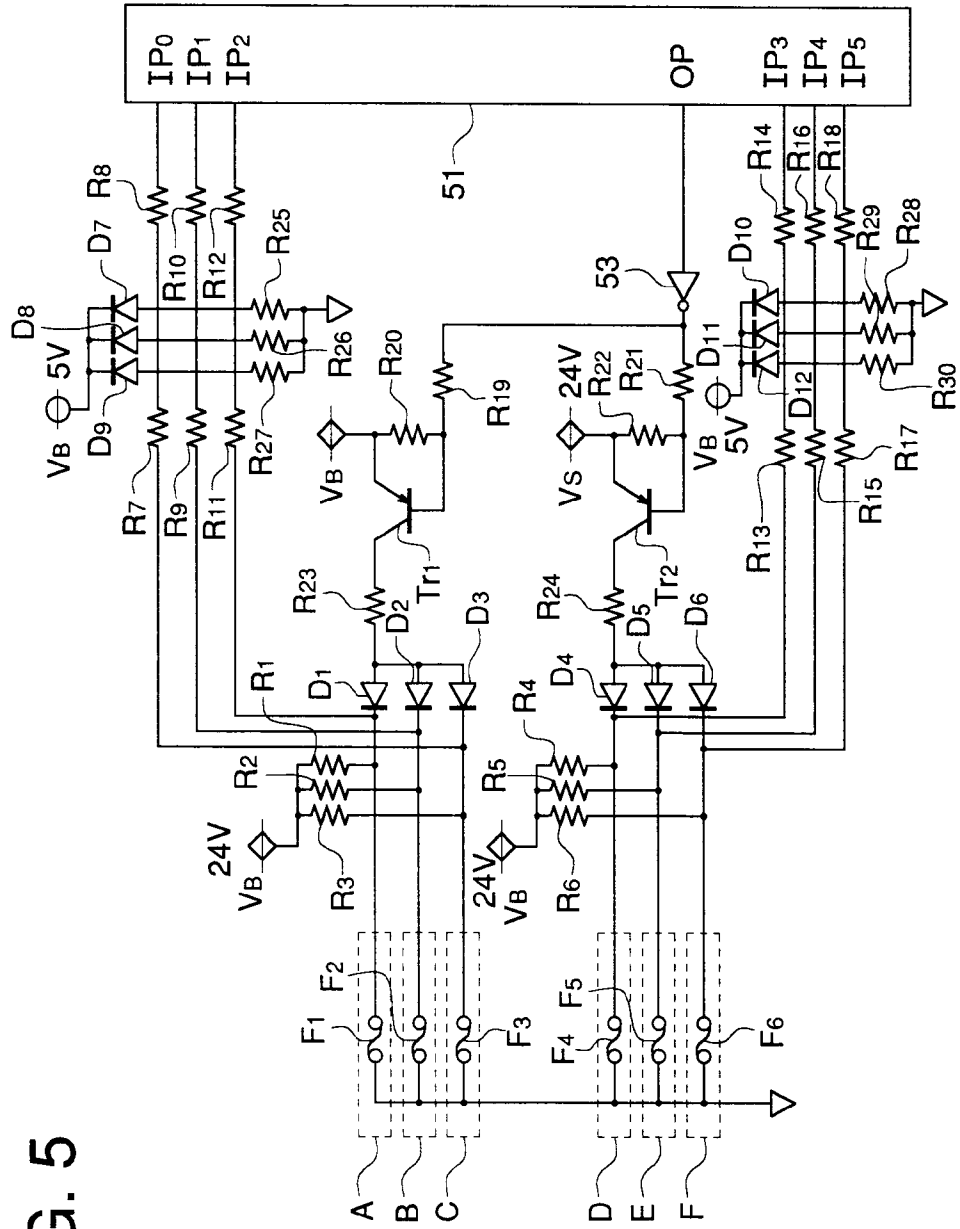 G. 5
IP0
IP1
IP2
OP
IP3
IP4
IP5
51
53
R8
R10
R12
D7
D8
D9
5V
VB
R25
R26
R27
R7
R9
R11
R20
R19
VB
Tr1
R23
D1
D2
D3
R1
R2
R3
24V
VB
F1
F2
F3
A
B
C
R14
R16
R18
D10
D11
D12
VB
5V
R29
R28
R30
R13
R15
R17
24V
VS
R22
R21
Tr2
R24
D4
D5
D6
R4
R5
R6
24V
VB
F4
F5
F6
D
E
F